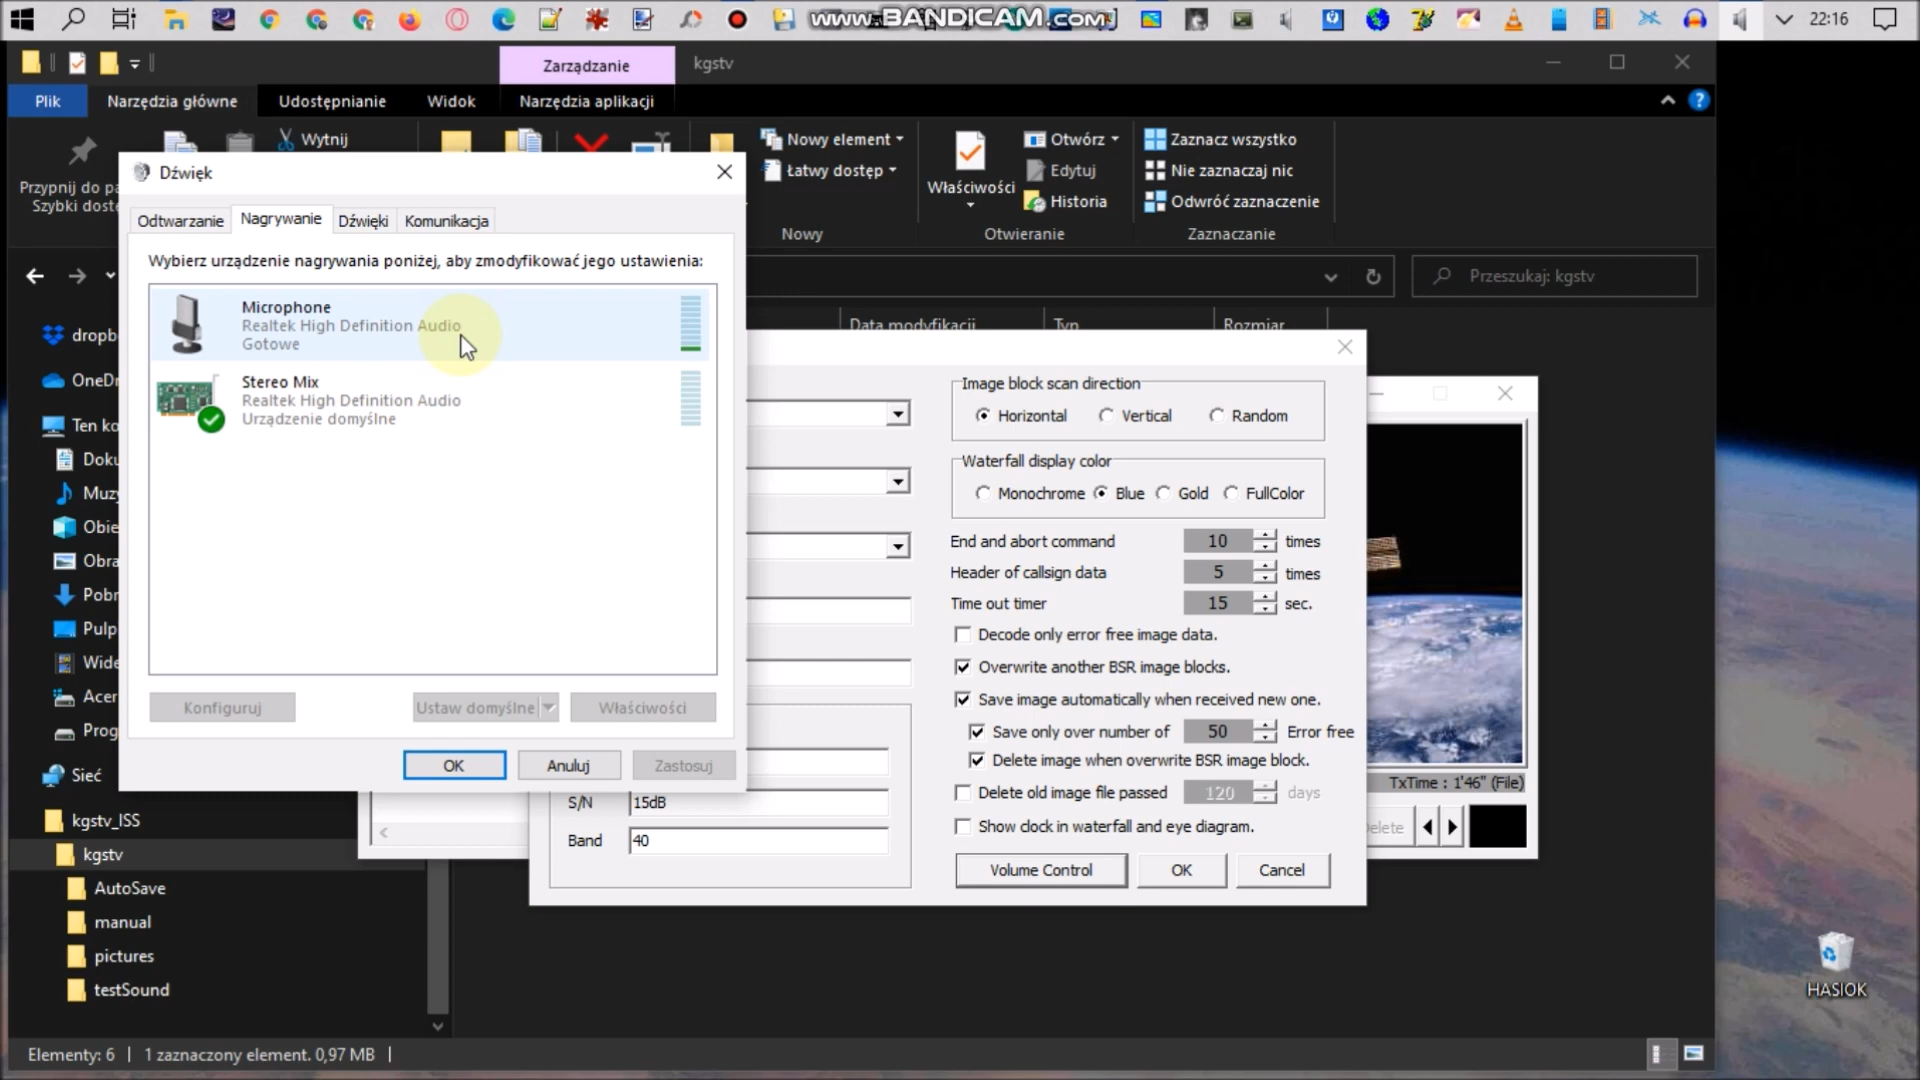 www.BANDICAM.com
22:16
Zarządzanie
kgstv
Plik
Narzędzia główne
Udostępnianie
Widok
Narzędzia aplikacji
Wytnij
Przypnij do
Szybki
Nowy element
Łatwy dostęp
Nowy
Właściwości
Otwórz
Edytuj
Historia
Otwieranie
Zaznacz wszystko
Nie zaznaczaj nic
Odwróć zaznaczenie
Zaznaczanie
Przeszukaj: kgstv
Data modyfikacji
Typ
Rozmiar
Dźwięk
Odtwarzanie
Nagrywanie
Dźwięki
Komunikacja
Wybierz urządzenie nagrywania poniżej, aby zmodyfikować jego ustawienia:
Microphone
Realtek High Definition Audio
Gotowe
Stereo Mix
Realtek High Definition Audio
Urządzenie domyślne
Konfiguruj
Ustaw domyślne
Właściwości
OK
Anuluj
Zastosuj
dropb
OneDr
Ten ko
Doku
Muzy
Obie
Obra
Pobr
Pulp
Wide
Acer
Prog
Sieć
kgstv_ISS
kgstv
AutoSave
manual
pictures
testSound
S/N
15dB
Band
40
Image block scan direction
Horizontal
Vertical
Random
Waterfall display color
Monochrome
Blue
Gold
FullColor
End and abort command
10
times
Header of callsign data
5
times
Time out timer
15
sec.
Decode only error free image data.
Overwrite another BSR image blocks.
Save image automatically when received new one.
Save only over number of
50
Error free
Delete image when overwrite BSR image block.
Delete old image file passed
120
days
Show clock in waterfall and eye diagram.
Volume Control
OK
Cancel
TxTime : 1'46" (File)
elete
HASIOK
Elementy: 6
1 zaznaczony element. 0,97 MB